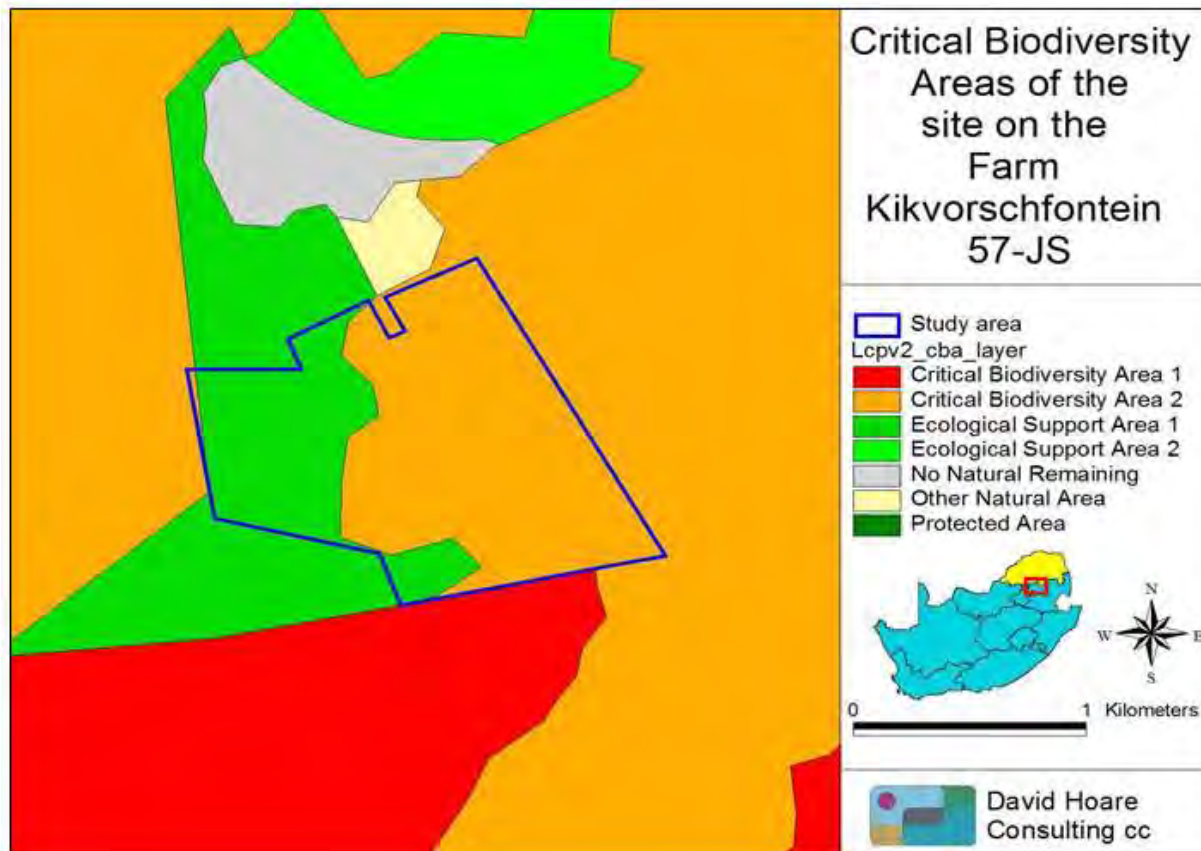 Critical Biodiversity
Areas of the
site on the
Farm
Kikvorschfontein
57-JS
Study area
Lcpv2_cba_layer
Critical Biodiversity Area 1
Critical Biodiversity Area 2
Ecological Support Area 1
Ecological Support Area 2
No Natural Remaining
Other Natural Area
Protected Area
N
W E
S
0 1 Kilometers
David Hoare
Consulting cc